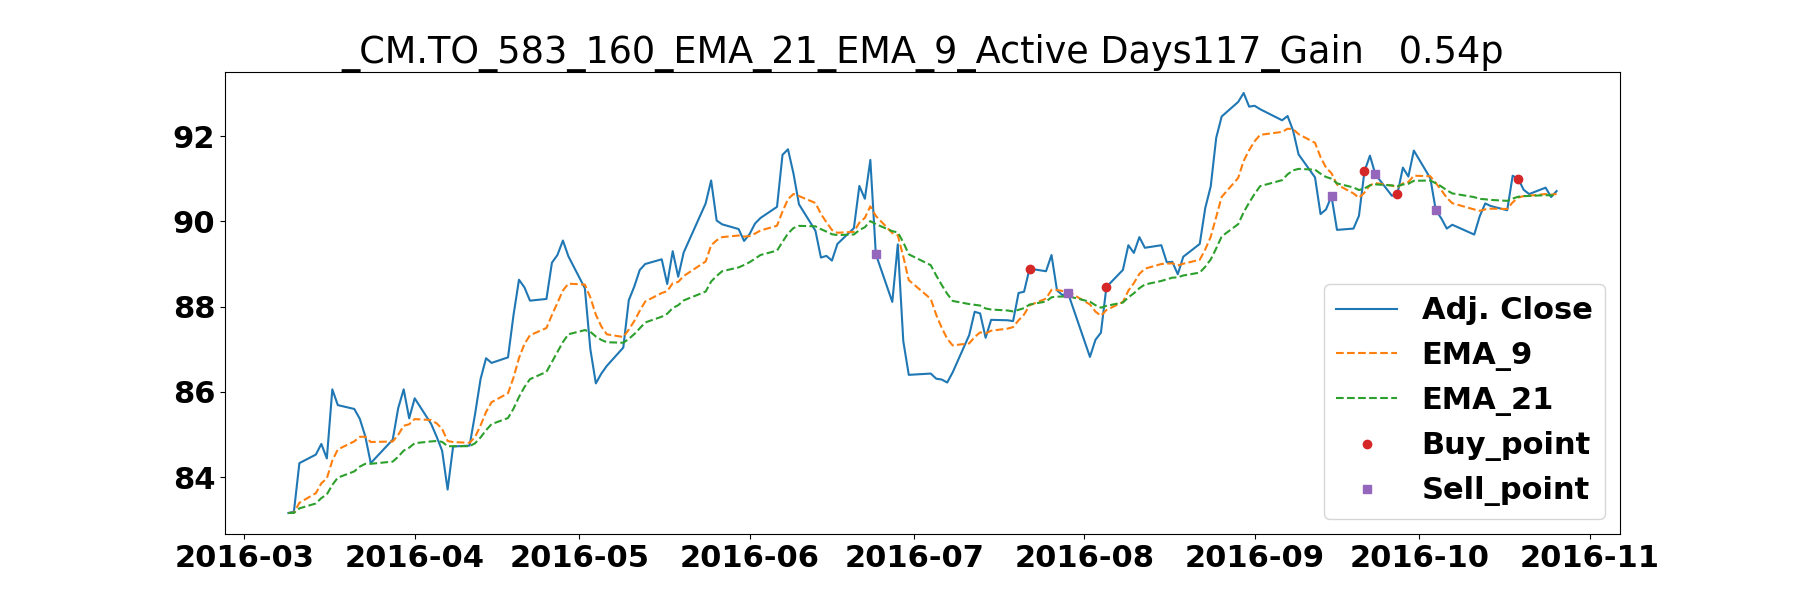 _CM.TO_583_160_EMA_21_EMA_9_Active Days117_Gain   0.54p
92
90
88
86
84
Adj. Close
EMA_9
EMA_21
Buy_point
Sell_point
2016-03 2016-04 2016-05 2016-06 2016-07 2016-08 2016-09 2016-10 2016-11